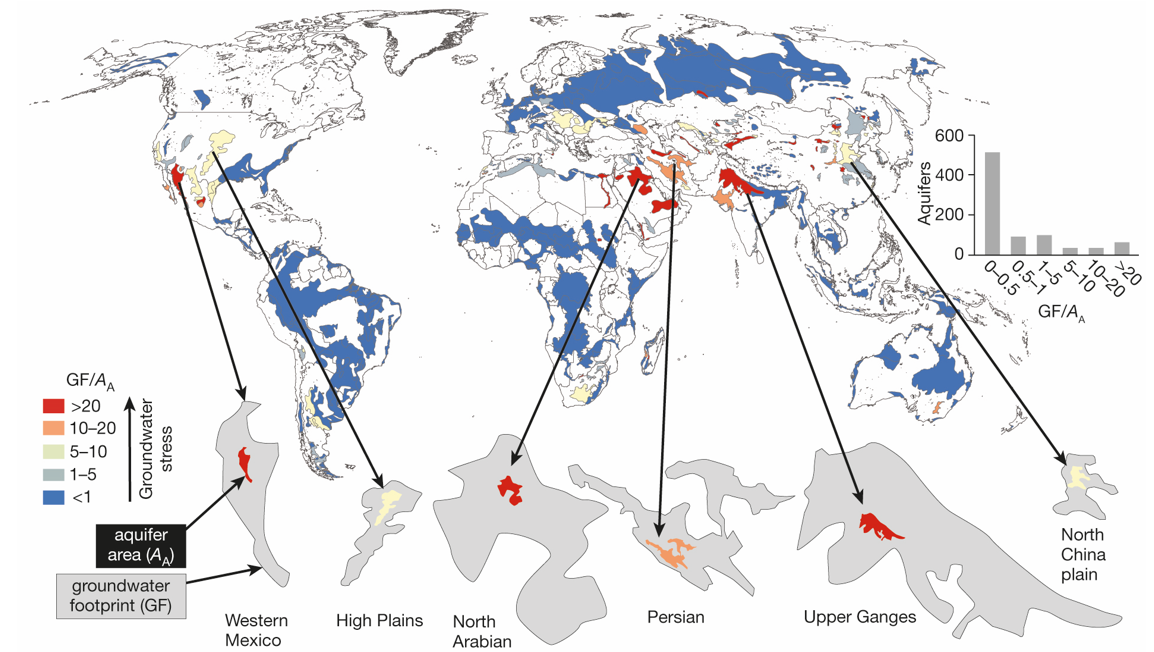 600
400
200
0
Aquifers
0–0.5
0.5–1
1–5
5–10
10–20
>20
GF/AA
GF/AA
>20
10–20
5–10
1–5
<1
Groundwater
stress
aquifer
area (AA)
groundwater
footprint (GF)
Western
Mexico
High Plains
North
Arabian
Persian
Upper Ganges
North
China
plain